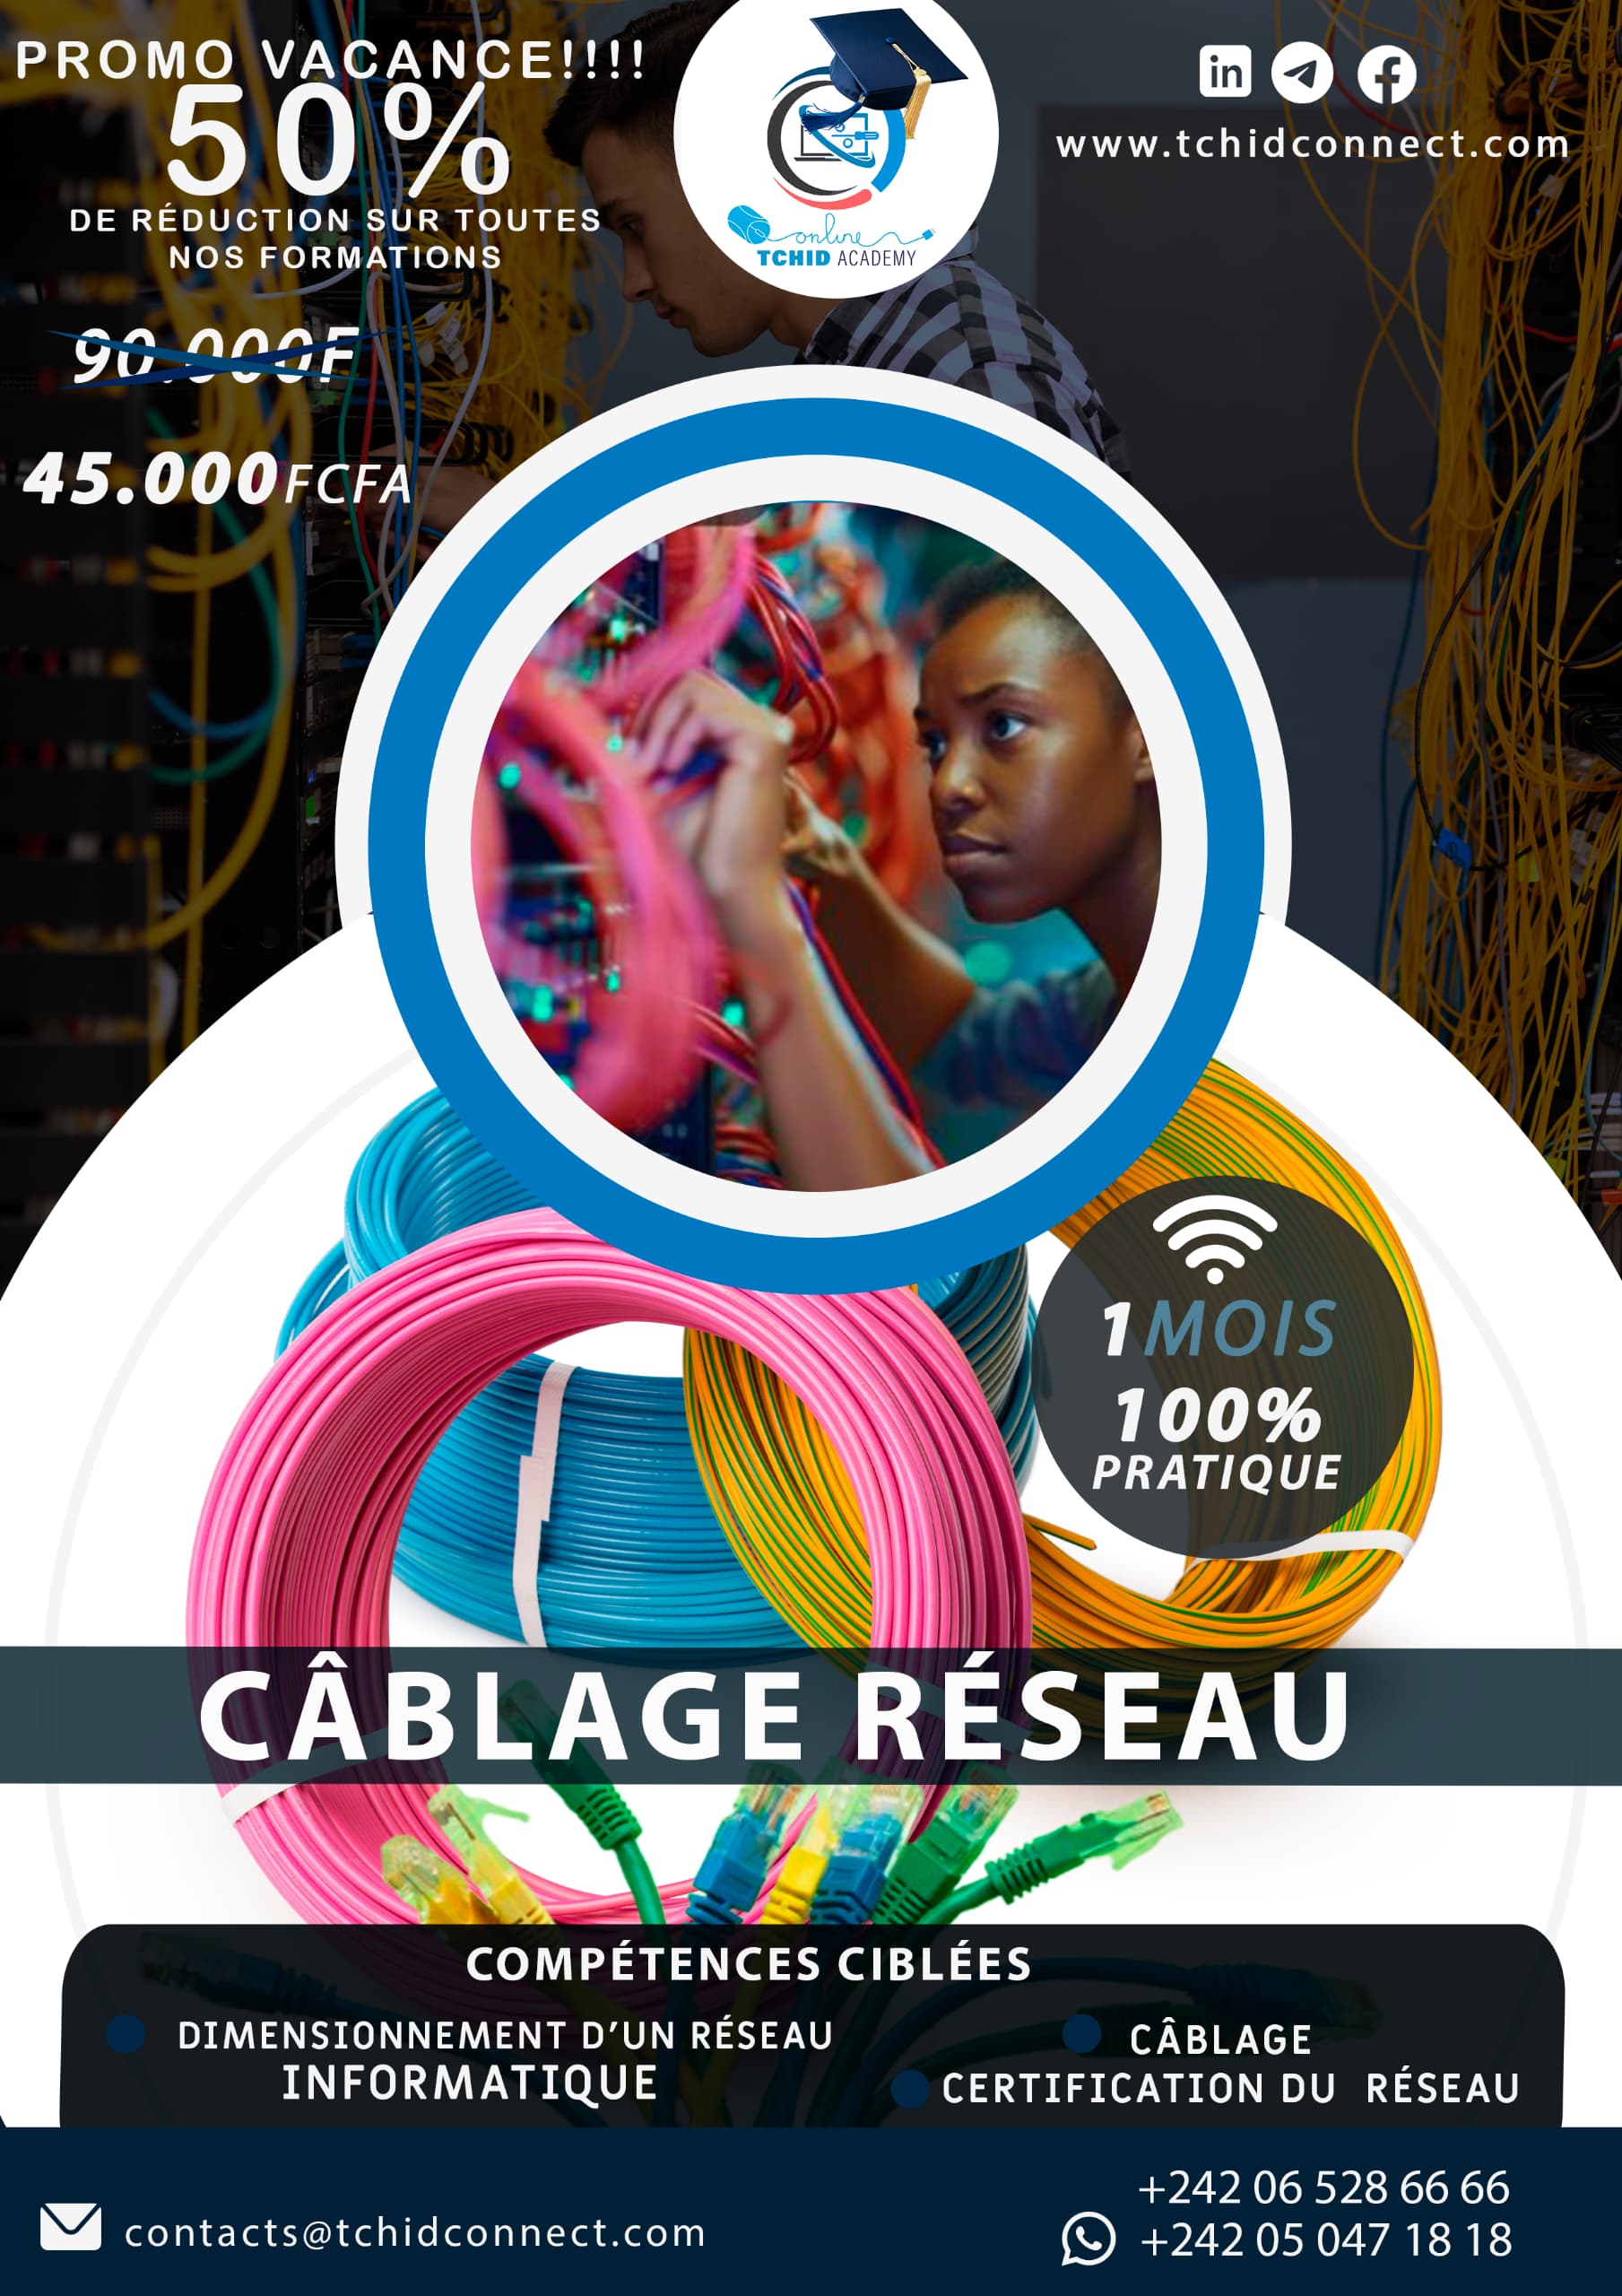 PROMO VACANCE!!!!
50%
DE RÉDUCTION SUR TOUTES
NOS FORMATIONS
90.000F
45.000FCFA
online
TCHID ACADEMY
in
www.tchidconnect.com
1MOIS
100%
PRATIQUE
CÂBLAGE RÉSEAU
COMPÉTENCES CIBLÉES
DIMENSIONNEMENT D’UN RÉSEAU
INFORMATIQUE
CÂBLAGE
CERTIFICATION DU RÉSEAU
contacts@tchidconnect.com
+242 06 528 66 66
+242 05 047 18 18